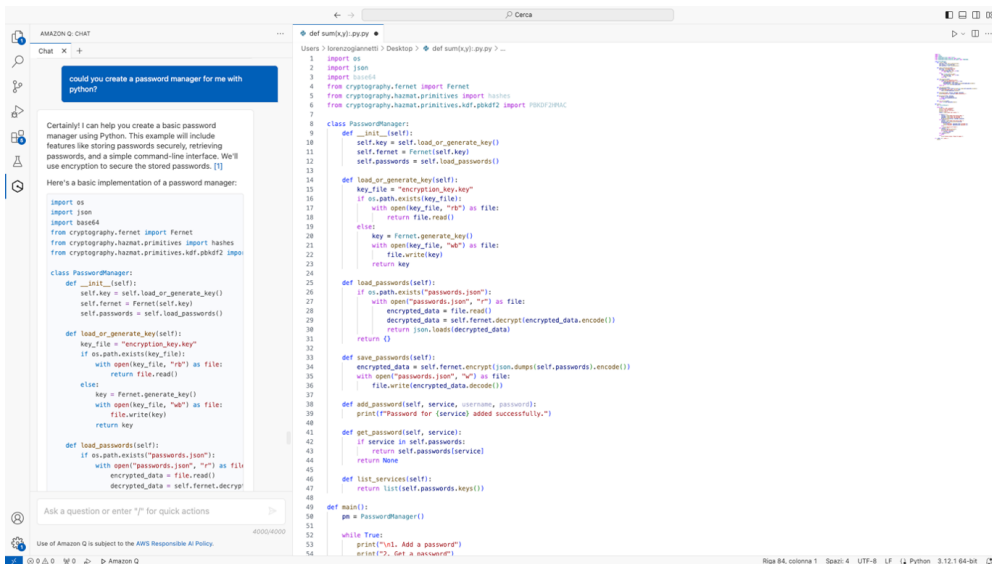 Cerca
AMAZON Q: CHAT
Chat
could you create a password manager for me with
python?
Certainly! I can help you create a basic password
manager using Python. This example will include
features like storing passwords securely, retrieving
passwords, and a simple command-line interface. We'll
use encryption to secure the stored passwords. [1]
Here's a basic implementation of a password manager:
import os
import json
import base64
from cryptography.fernet import Fernet
from cryptography.hazmat.primitives import hashes
from cryptography.hazmat.primitives.kdf.pbkdf2 impo
class PasswordManager:
def __init__(self):
self.key = self.load_or_generate_key()
self.fernet = Fernet(self.key)
self.passwords = self.load_passwords()
def load_or_generate_key(self):
key_file = "encryption_key.key"
if os.path.exists(key_file):
with open(key_file, "rb") as file:
return file.read()
else:
key = Fernet.generate_key()
with open(key_file, "wb") as file:
file.write(key)
return key
def load_passwords(self):
if os.path.exists("passwords.json"):
with open("passwords.json", "r") as file
encrypted_data = file.read()
decrypted_data = self.fernet.decryp
Ask a question or enter "/" for quick actions
4000/4000
Use of Amazon Q is subject to the AWS Responsible AI Policy.
def sum(x,y):.py.py
Users > lorenzogiannetti > Desktop > def sum(x,y):.py.py > ...
1 import os
2 import json
3 import base64
4 from cryptography.fernet import Fernet
5 from cryptography.hazmat.primitives import hashes
6 from cryptography.hazmat.primitives.kdf.pbkdf2 import PBKDF2HMAC
7
8 class PasswordManager:
9 def __init__(self):
10 self.key = self.load_or_generate_key()
11 self.fernet = Fernet(self.key)
12 self.passwords = self.load_passwords()
13
14 def load_or_generate_key(self):
15 key_file = "encryption_key.key"
16 if os.path.exists(key_file):
17 with open(key_file, "rb") as file:
18 return file.read()
19 else:
20 key = Fernet.generate_key()
21 with open(key_file, "wb") as file:
22 file.write(key)
23 return key
24
25 def load_passwords(self):
26 if os.path.exists("passwords.json"):
27 with open("passwords.json", "r") as file:
28 encrypted_data = file.read()
29 decrypted_data = self.fernet.decrypt(encrypted_data.encode())
30 return json.loads(decrypted_data)
31 return {}
32
33 def save_passwords(self):
34 encrypted_data = self.fernet.encrypt(json.dumps(self.passwords).encode())
35 with open("passwords.json", "w") as file:
36 file.write(encrypted_data.decode())
37
38 def add_password(self, service, username, password):
39 print(f"Password for {service} added successfully.")
40
41 def get_password(self, service):
42 if service in self.passwords:
43 return self.passwords[service]
44 return None
45
46 def list_services(self):
47 return list(self.passwords.keys())
48
49 def main():
50 pm = PasswordManager()
51
52 while True:
53 print("\n1. Add a password")
54 print("2. Get a password")
0 0 0 Amazon Q
Riga 84, colonna 1 Spazi: 4 UTF-8 LF Python 3.12.1 64-bit